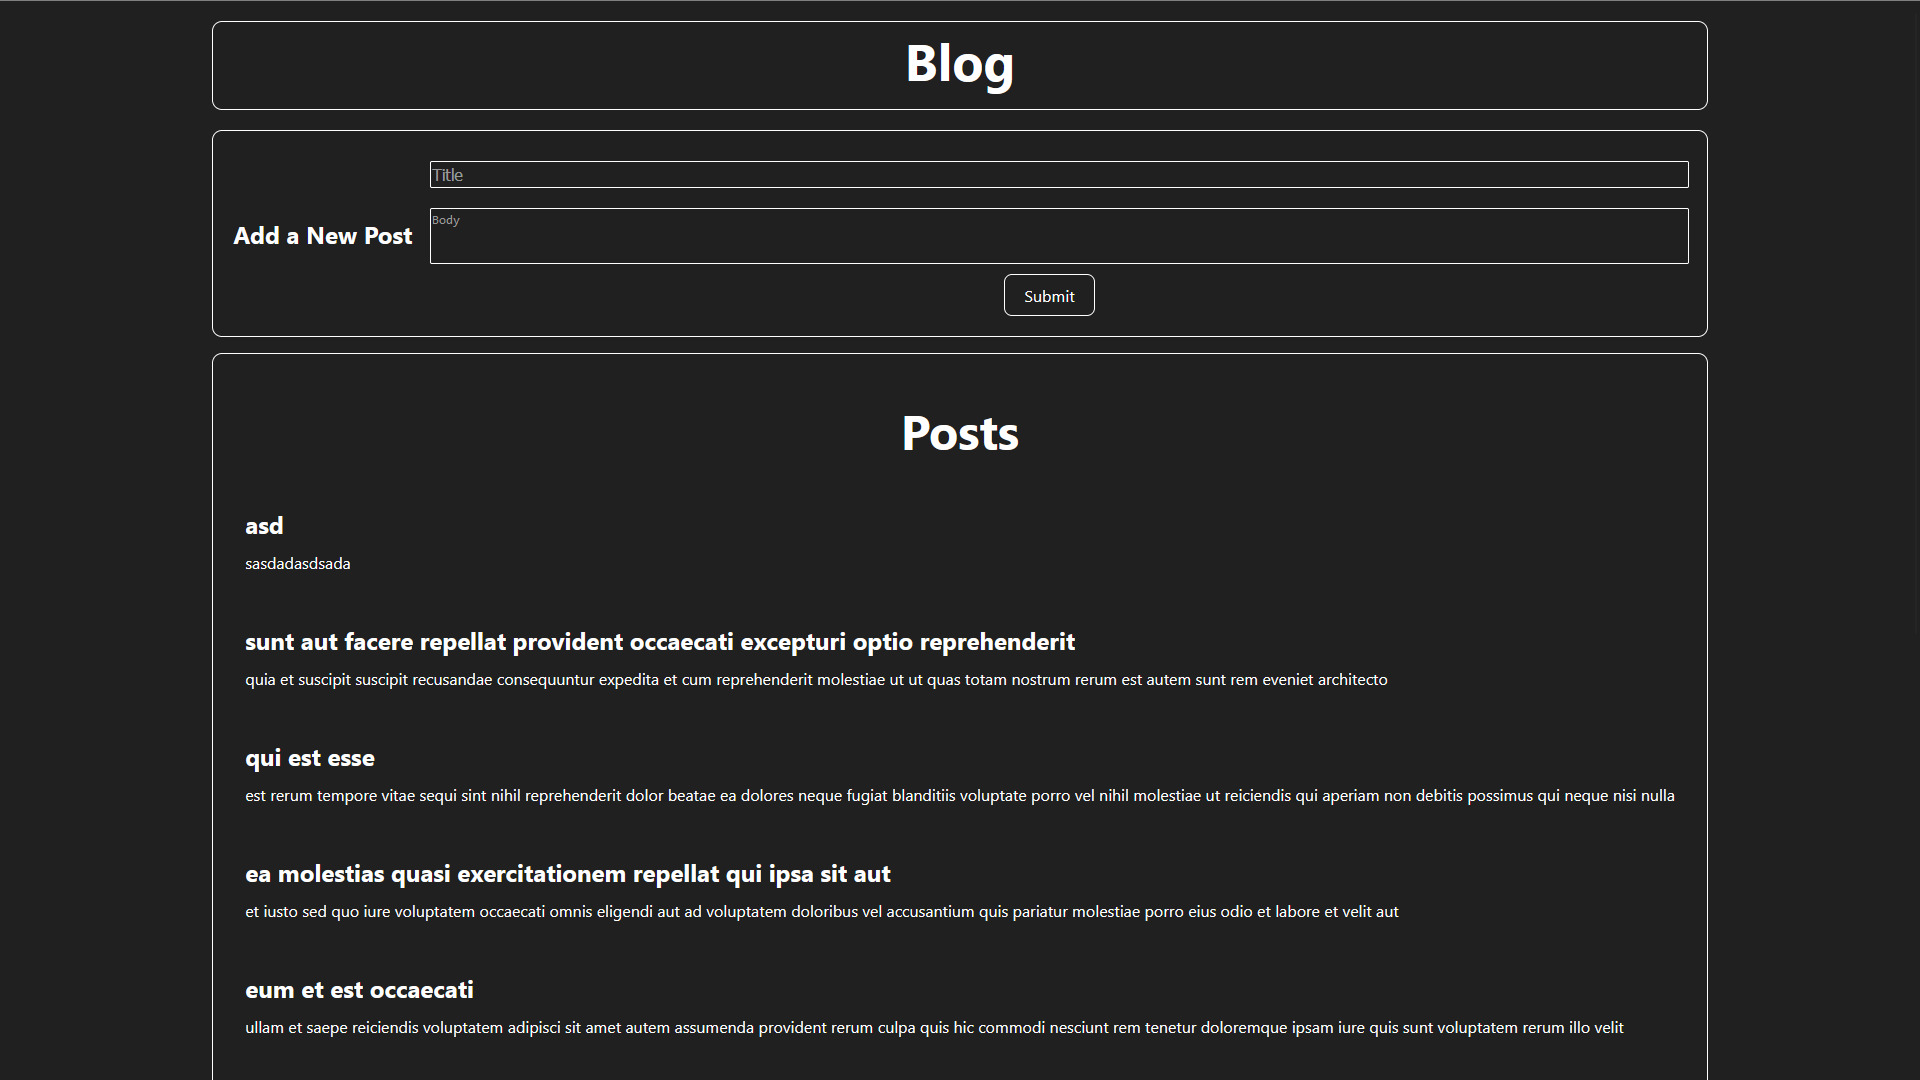 Blog
Title
Add a New Post
Body
Submit
Posts
asd
sasdadasdsada
sunt aut facere repellat provident occaecati excepturi optio reprehenderit
quia et suscipit suscipit recusandae consequuntur expedita et cum reprehenderit molestiae ut ut quas totam nostrum rerum est autem sunt rem eveniet architecto
qui est esse
est rerum tempore vitae sequi sint nihil reprehenderit dolor beatae ea dolores neque fugiat blanditiis voluptate porro vel nihil molestiae ut reiciendis qui aperiam non debitis possimus qui neque nisi nulla
ea molestias quasi exercitationem repellat qui ipsa sit aut
et iusto sed quo iure voluptatem occaecati omnis eligendi aut ad voluptatem doloribus vel accusantium quis pariatur molestiae porro eius odio et labore et velit aut
eum et est occaecati
ullam et saepe reiciendis voluptatem adipisci sit amet autem assumenda provident rerum culpa quis hic commodi nesciunt rem tenetur doloremque ipsam iure quis sunt voluptatem rerum illo velit